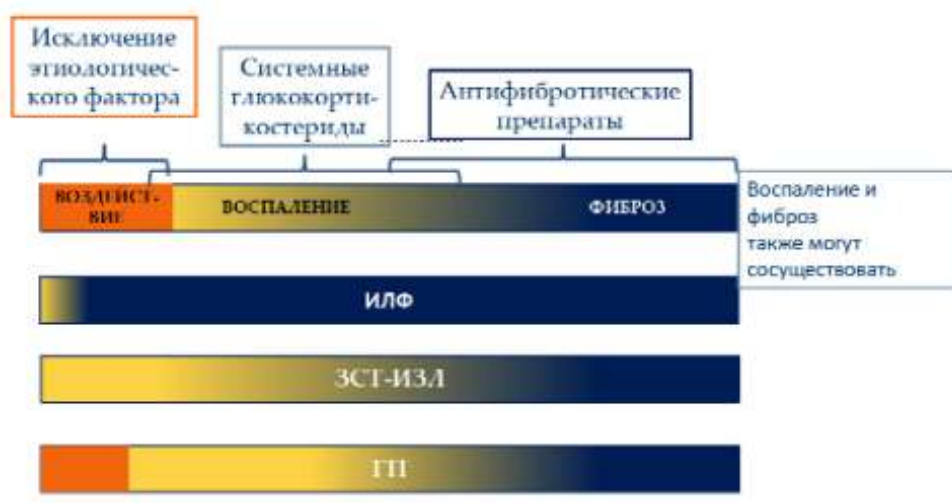 Исключение
этиологичес-
кого фактора
Системные
глюкокорти-
костериды
Антифибротические
препараты
ВОЗДЕЙСТ-
ВИЕ
ВОСПАЛЕНИЕ
ФИБРОЗ
Воспаление и
фиброз
также могут
сосуществовать
ИЛФ
ЗСТ-ИЗЛ
ГП